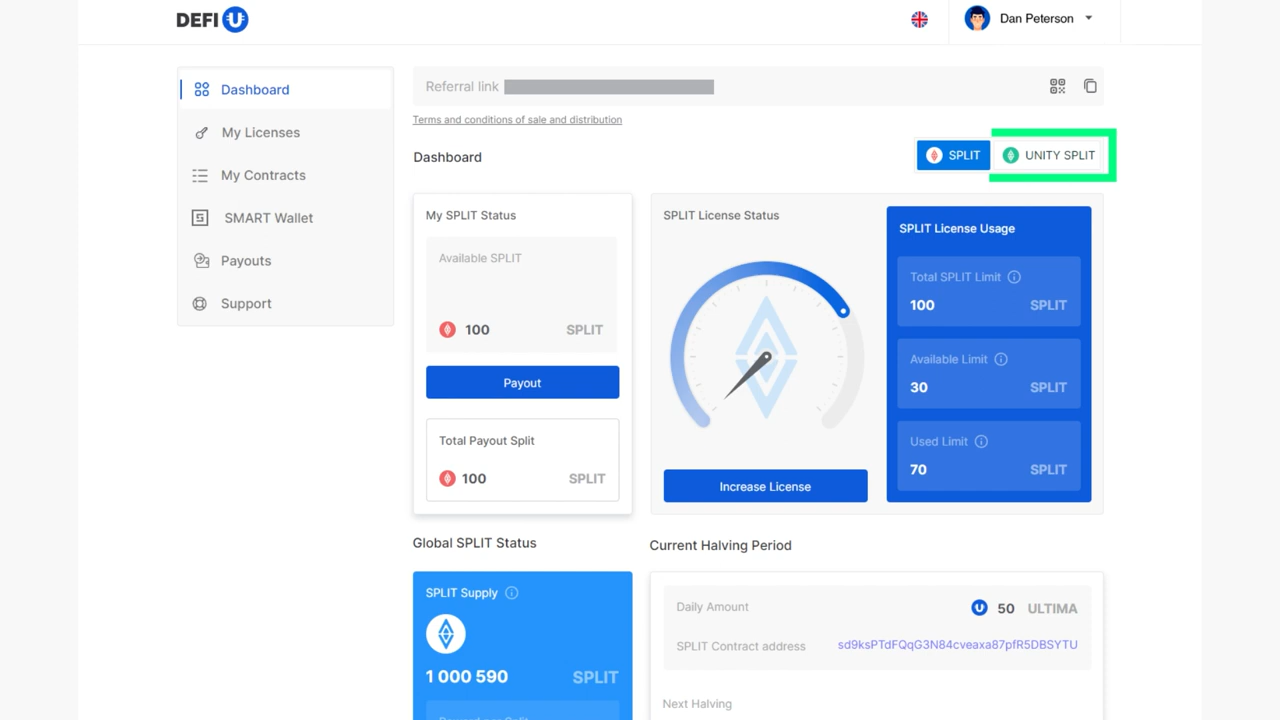 DEFI U
Dan Peterson
Dashboard
My Licenses
My Contracts
SMART Wallet
Payouts
Support
Referral link
Terms and conditions of sale and distribution
Dashboard
SPLIT
UNITY SPLIT
My SPLIT Status
Available SPLIT
100 SPLIT
Payout
Total Payout Split
100 SPLIT
SPLIT License Status
Increase License
SPLIT License Usage
Total SPLIT Limit
100 SPLIT
Available Limit
30 SPLIT
Used Limit
70 SPLIT
Global SPLIT Status
SPLIT Supply
1 000 590 SPLIT
Current Halving Period
Daily Amount
50 ULTIMA
SPLIT Contract address
sd9ksPTdFQqG3N84cveaxa87pfR5DBSYTU
Next Halving